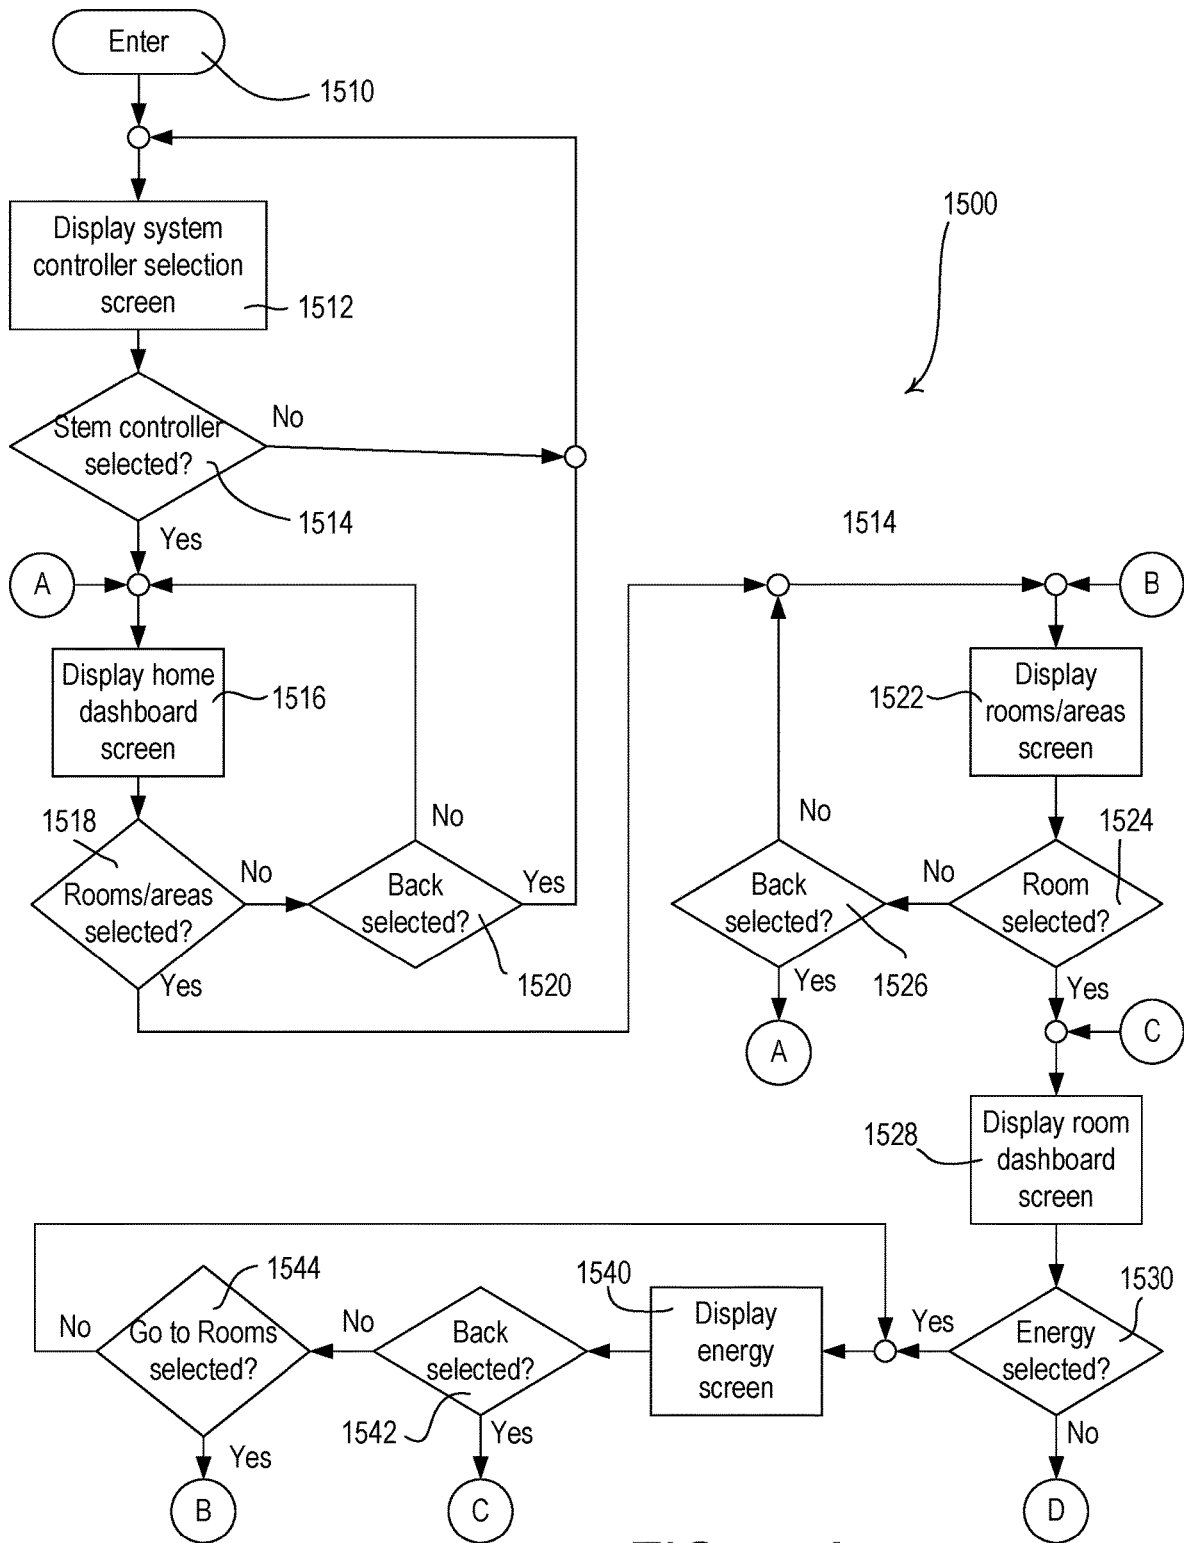 Enter
1510
Display system
controller selection
screen
1512
1500
Stem controller
selected?
No
1514
Yes
1514
A
B
Display home
dashboard
screen
1516
Display
rooms/areas
screen
1522
1518
Rooms/areas
selected?
No
Yes
Back
selected?
No
Yes
1520
Back
selected?
No
Yes
1526
A
Room
selected?
No
1524
Yes
C
Display room
dashboard
screen
1528
Energy
selected?
1530
Yes
No
D
1540
Display
energy
screen
Back
selected?
No
1542
Yes
C
1544
Go to Rooms
selected?
No
Yes
B